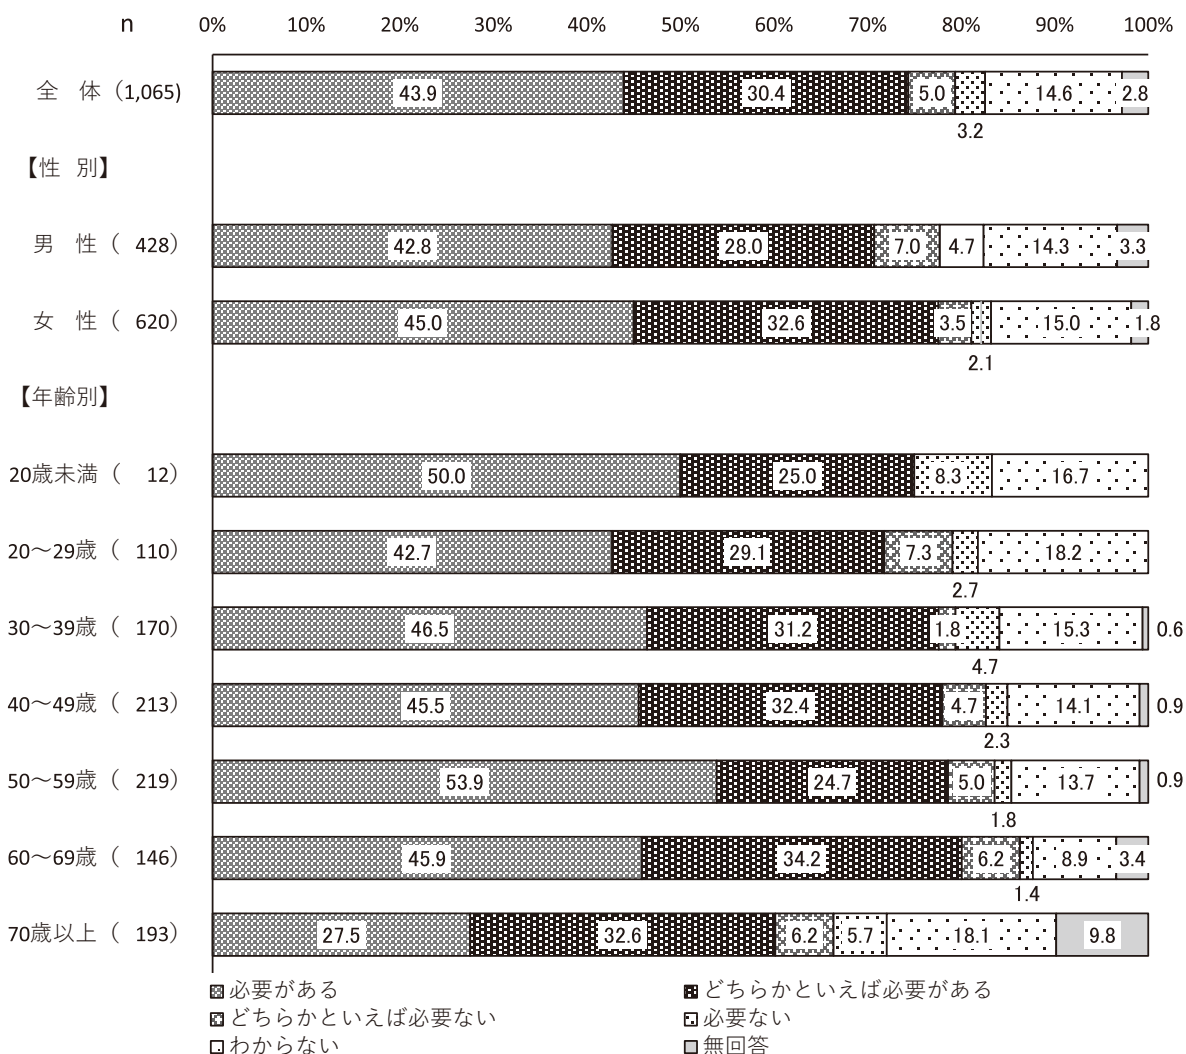 n 0% 10% 20% 30% 40% 50% 60% 70% 80% 90% 100%
全 体 (1,065) 43.9 30.4 5.0 14.6 2.8
3.2
【性 別】
男 性 ( 428) 42.8 28.0 7.0 4.7 14.3 3.3
女 性 ( 620) 45.0 32.6 3.5 15.0 1.8
2.1
【年齢別】
20歳未満 ( 12) 50.0 25.0 8.3 16.7
20～29歳 ( 110) 42.7 29.1 7.3 18.2
2.7
30～39歳 ( 170) 46.5 31.2 1.8 15.3 0.6
4.7
40～49歳 ( 213) 45.5 32.4 4.7 14.1 0.9
2.3
50～59歳 ( 219) 53.9 24.7 5.0 13.7 0.9
1.8
60～69歳 ( 146) 45.9 34.2 6.2 8.9 3.4
1.4
70歳以上 ( 193) 27.5 32.6 6.2 5.7 18.1 9.8
必要がある どちらかといえば必要がある
どちらかといえば必要ない 必要ない
わからない 無回答